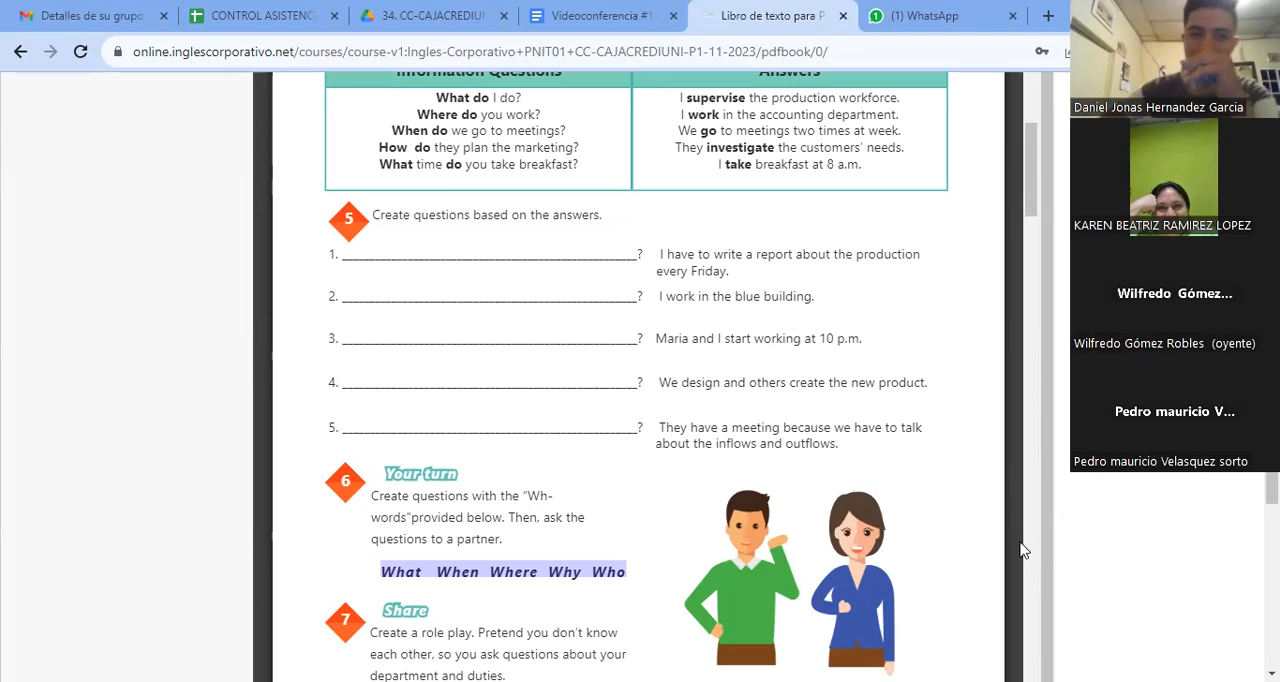 Detalles de su grupo
CONTROL ASISTENC
34. CC-CAJACREDIUN
Videoconferencia #1
Libro de texto para P
(1) WhatsApp
online.inglescorporativo.net/courses/course-v1:Ingles-Corporativo+PNIT01+CC-CAJACREDIUNI-P1-11-2023/pdfbook/0/
Information Questions
Answers
What do I do?
Where do you work?
When do we go to meetings?
How do they plan the marketing?
What time do you take breakfast?
I supervise the production workforce.
I work in the accounting department.
We go to meetings two times at week.
They investigate the customers' needs.
I take breakfast at 8 a.m.
5 Create questions based on the answers.
1. ________________________________________? I have to write a report about the production
every Friday.
2. ________________________________________? I work in the blue building.
3. ________________________________________? Maria and I start working at 10 p.m.
4. ________________________________________? We design and others create the new product.
5. ________________________________________? They have a meeting because we have to talk
about the inflows and outflows.
6 Your turn
Create questions with the "Wh-
words"provided below. Then, ask the
questions to a partner.
What When Where Why Who
7 Share
Create a role play. Pretend you don't know
each other, so you ask questions about your
department and duties.
Daniel Jonas Hernandez Garcia
KAREN BEATRIZ RAMIREZ LOPEZ
Wilfredo Gómez...
Wilfredo Gómez Robles (oyente)
Pedro mauricio V...
Pedro mauricio Velasquez sorto